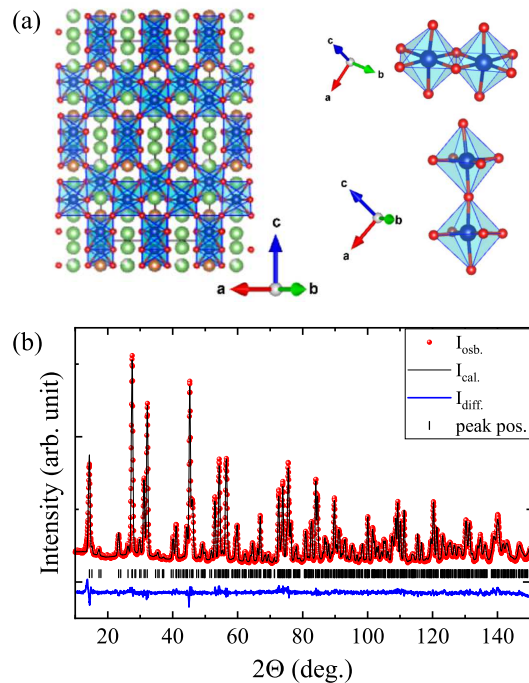 (a)
c
b
a
c
b
a
c
a
b
(b)
I_osb.
I_cal.
I_diff.
peak pos.
Intensity (arb. unit)
20 40 60 80 100 120 140
2Θ (deg.)